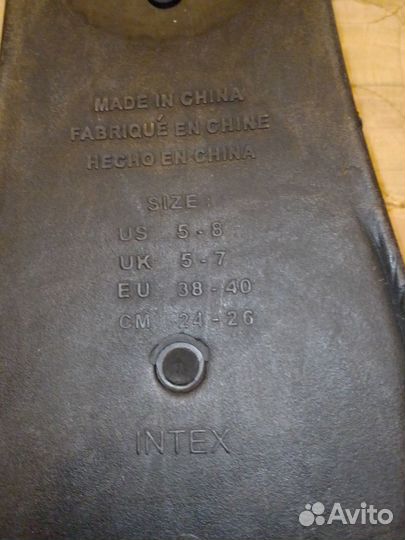 MADE IN CHINA
FABRIQUÉ EN CHINE
HECHO EN CHINA
SIZE:
US 5 - 8
UK 5 - 7
EU 38 - 40
CM 24 - 26
INTEX
Avito